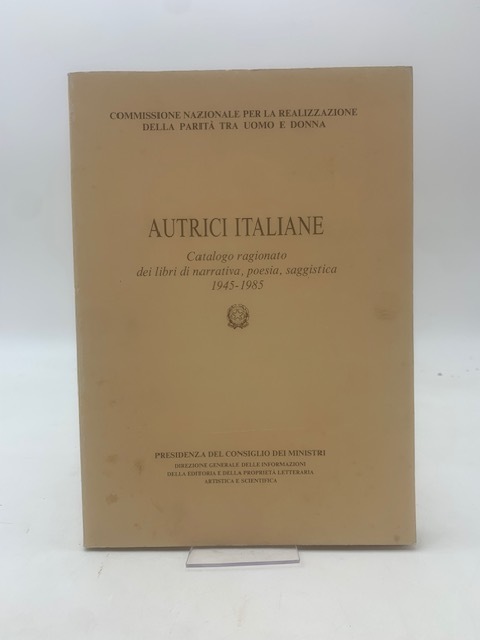 COMMISSIONE NAZIONALE PER LA REALIZZAZIONE
DELLA PARITÁ TRA UOMO E DONNA
AUTRICI ITALIANE
Catalogo ragionato
dei libri di narrativa, poesia, saggistica
1945-1985
PRESIDENZA DEL CONSIGLIO DEI MINISTRI
DIREZIONE GENERALE DELLE INFORMAZIONI
DELLA EDITORIA E DELLA PROPRIETÀ LETTERARIA
ARTISTICA E SCIENTIFICA